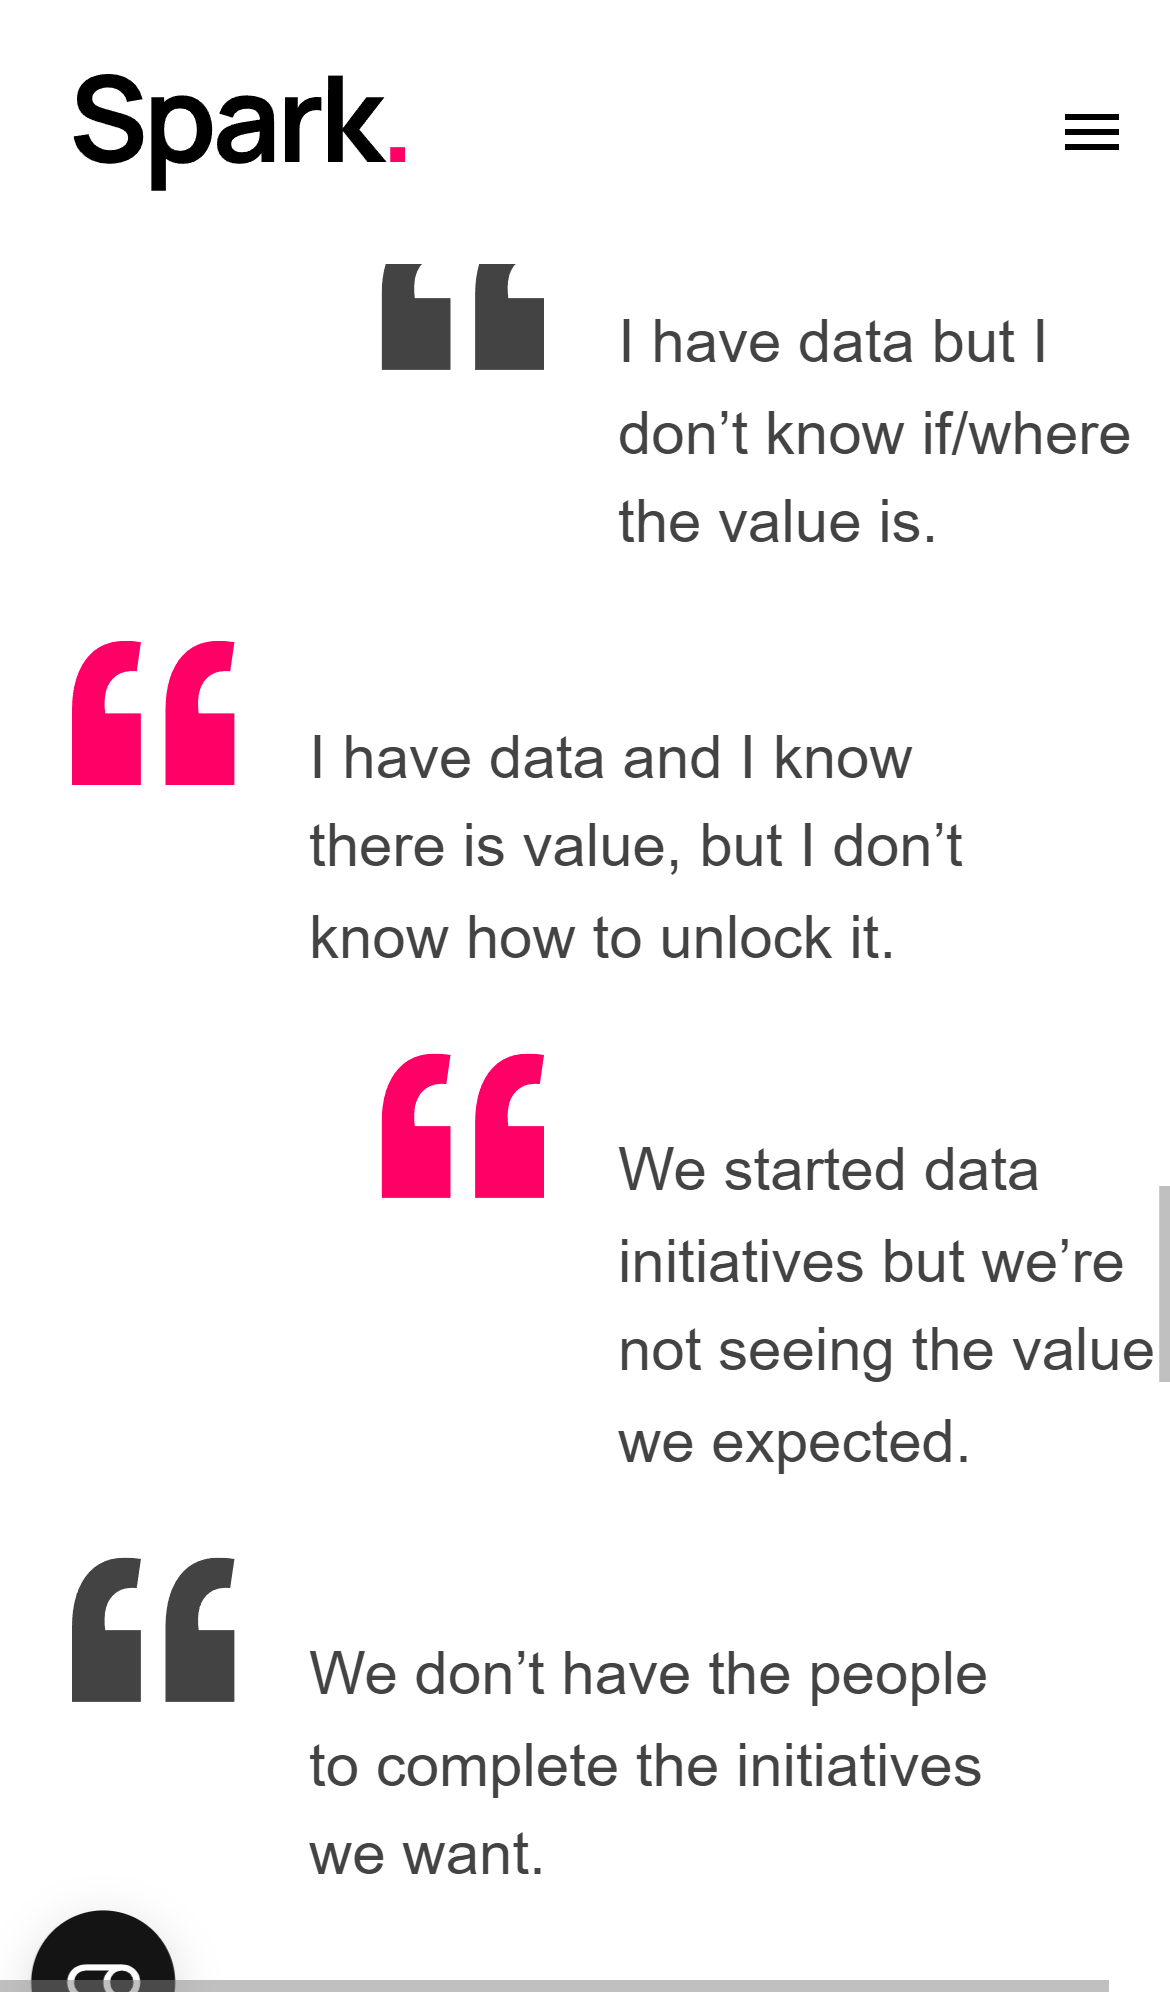 Spark.
“ I have data but I
don’t know if/where
the value is.
“ I have data and I know
there is value, but I don’t
know how to unlock it.
“ We started data
initiatives but we’re
not seeing the value
we expected.
“ We don’t have the people
to complete the initiatives
we want.